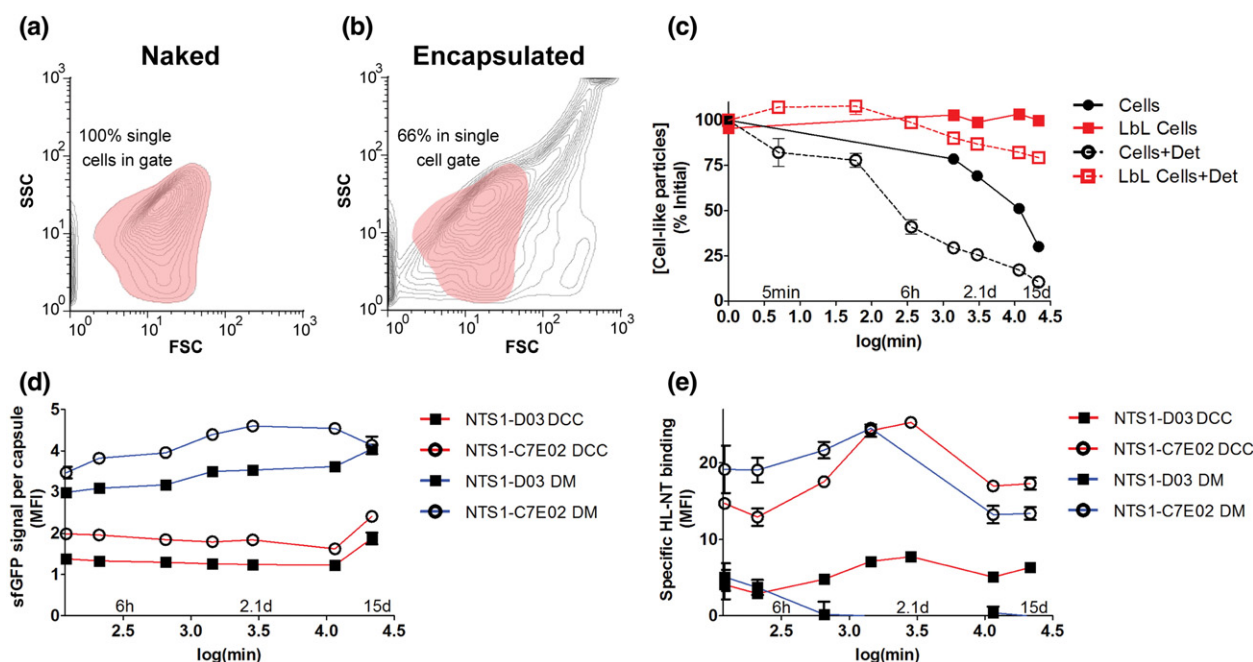 (a)
Naked
SSC
10³
10²
10¹
10⁰
100% single
cells in gate
10⁰ 10¹ 10² 10³
FSC
(b)
Encapsulated
SSC
10³
10²
10¹
10⁰
66% in single
cell gate
10⁰ 10¹ 10² 10³
FSC
(c)
[Cell-like particles]
(% Initial)
100
75
50
25
0
5min 6h 2.1d 15d
0.0 0.5 1.0 1.5 2.0 2.5 3.0 3.5 4.0 4.5
log(min)
Cells
LbL Cells
Cells+Det
LbL Cells+Det
(d)
sfGFP signal per capsule
(MFI)
5
4
3
2
1
0
6h 2.1d 15d
2.5 3.0 3.5 4.0 4.5
log(min)
NTS1-D03 DCC
NTS1-C7E02 DCC
NTS1-D03 DM
NTS1-C7E02 DM
(e)
Specific HL-NT binding
(MFI)
20
10
0
6h 2.1d 15d
2.5 3.0 3.5 4.0 4.5
log(min)
NTS1-D03 DCC
NTS1-C7E02 DCC
NTS1-D03 DM
NTS1-C7E02 DM